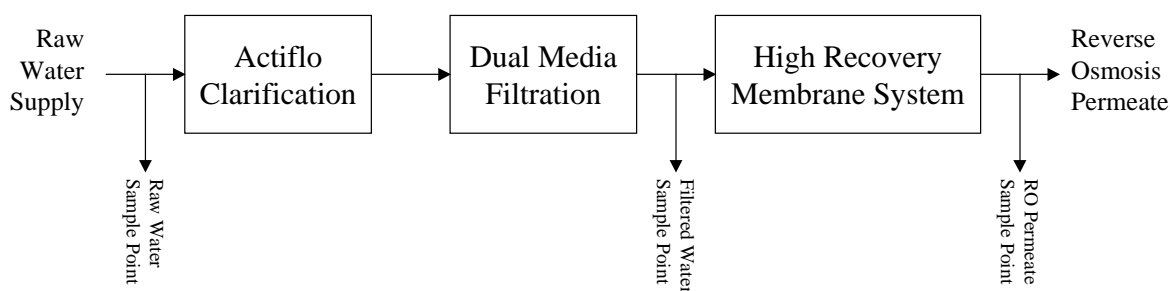 Raw
Water
Supply
Actiflo
Clarification
Dual Media
Filtration
High Recovery
Membrane System
Reverse
Osmosis
Permeate
Raw Water
Sample Point
Filtered Water
Sample Point
RO Permeate
Sample Point